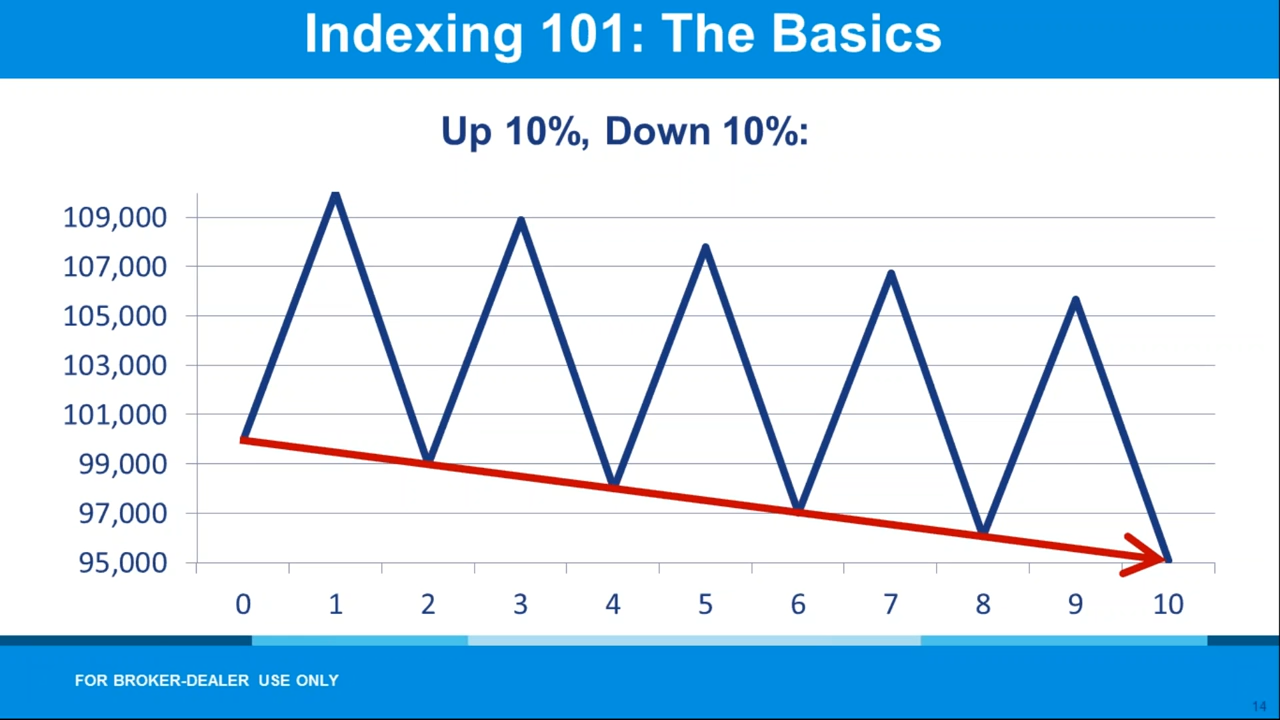 Indexing 101: The Basics
Up 10%, Down 10%:
109,000
107,000
105,000
103,000
101,000
99,000
97,000
95,000
0 1 2 3 4 5 6 7 8 9 10
FOR BROKER-DEALER USE ONLY
14